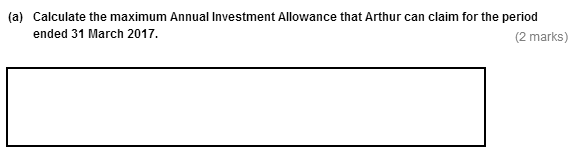 (a) Calculate the maximum Annual Investment Allowance that Arthur can claim for the period
ended 31 March 2017.
(2 marks)